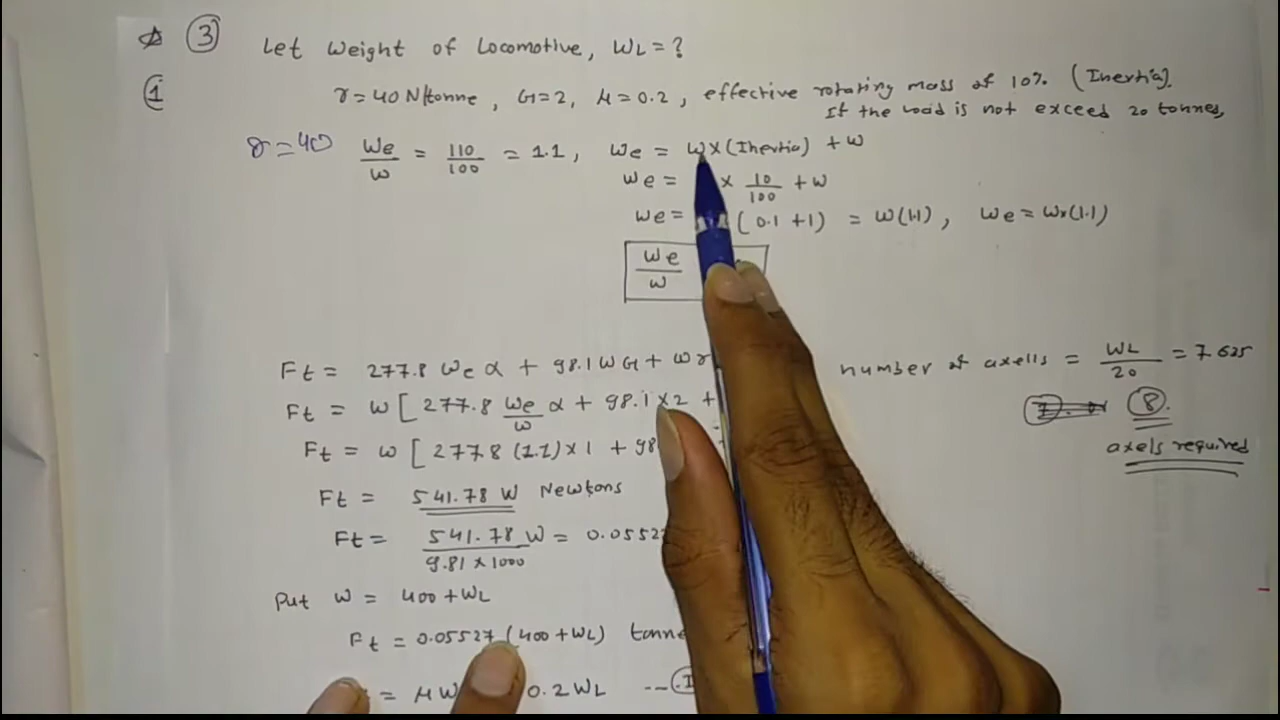 ③ Let Weight of Locomotive, WL = ?
① r = 40 N/tonne, G = 2, μ = 0.2, effective rotating mass of 10% (Inertia).
If the load is not exceed 20 tonnes,
r = 40 We/W = 110/100 = 1.1, We = W x (Inertia) + W
We = x 10/100 + W
We = (0.1 + 1) = W(1.1), We = Wx(1.1)
We/W
Ft = 277.8 We α + 98.1 WG + Wr
Ft = W [ 277.8 We/W α + 98.1 x 2 +
Ft = W [ 277.8 (1.1) x 1 + 98
Ft = 541.78 W Newtons
Ft = 541.78 W / 9.81 x 1000 = 0.0552
Put W = 400 + WL
Ft = 0.05527 (400 + WL) tonne
= μW 0.2 WL ---
number of axells = WL/20 = 7.625
⑧.
axels required